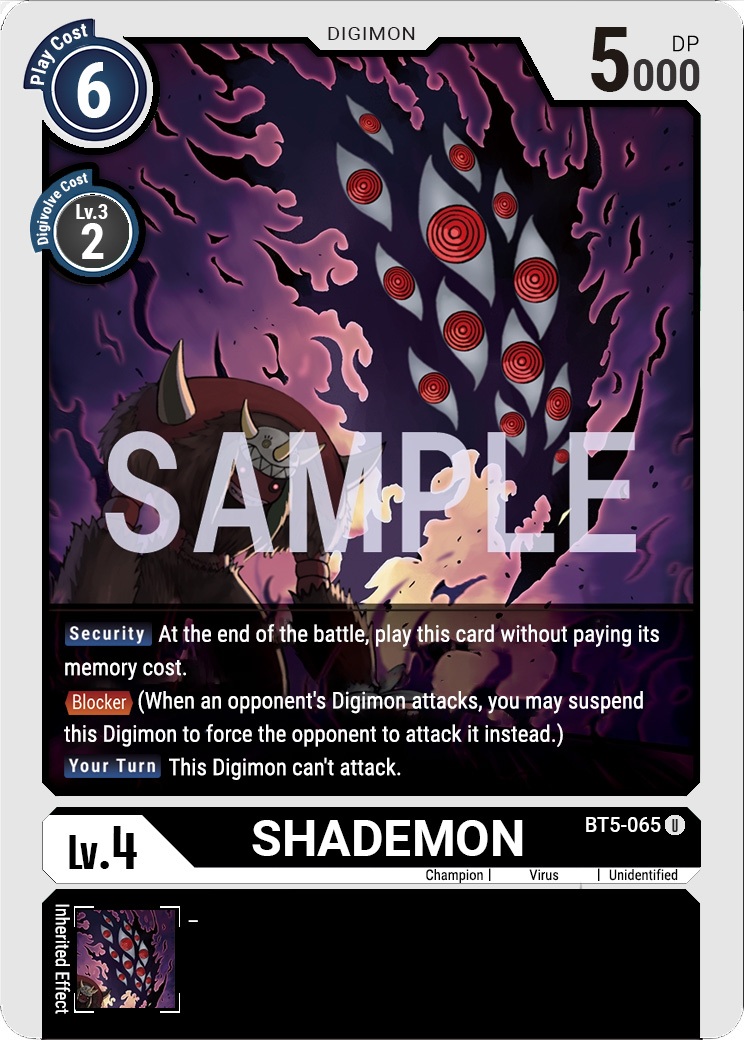 DIGIMON
Play Cost
6
DP
5000
Digivolve Cost
Lv.3
2
SAMPLE
Security At the end of the battle, play this card without paying its
memory cost.
Blocker (When an opponent's Digimon attacks, you may suspend
this Digimon to force the opponent to attack it instead.)
Your Turn This Digimon can't attack.
Lv.4
SHADEMON
BT5-065 U
Champion | Virus | Unidentified
Inherited Effect
–